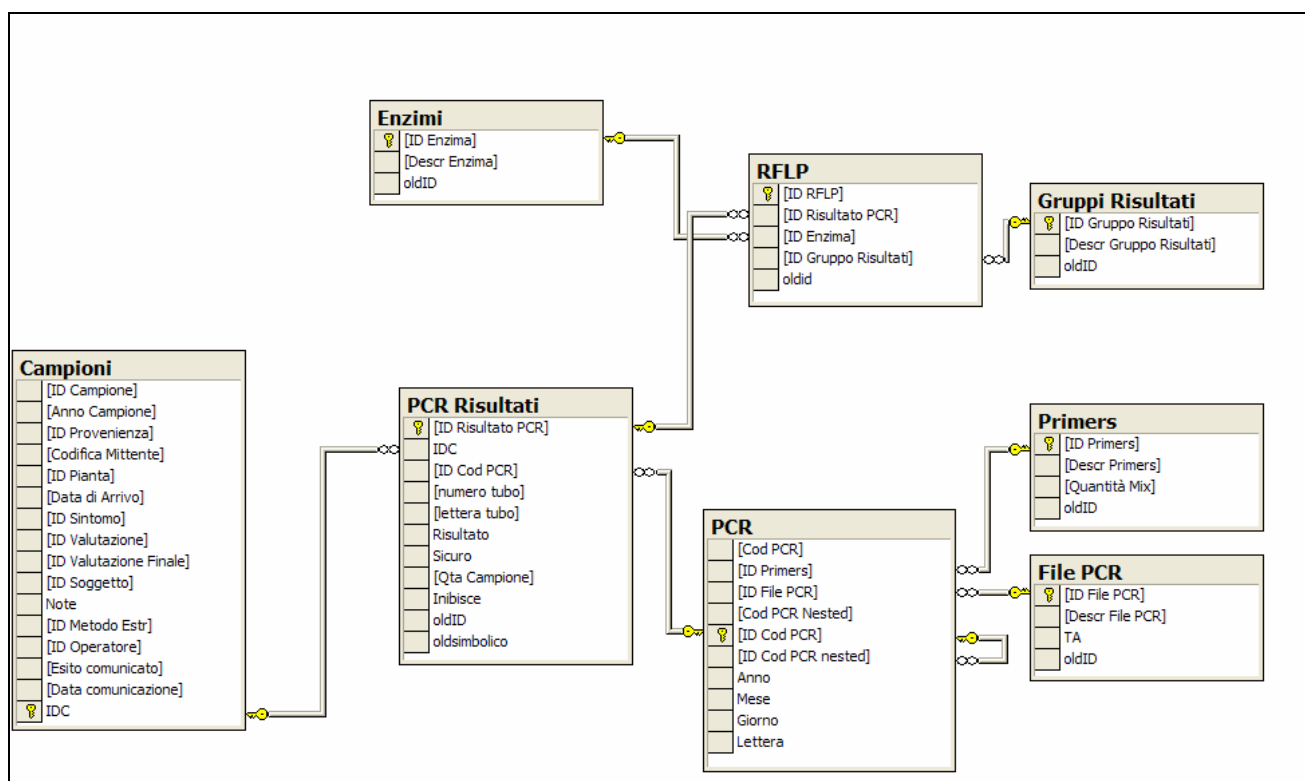 Enzimi
[ID Enzima]
[Descr Enzima]
oldID
RFLP
[ID RFLP]
[ID Risultato PCR]
[ID Enzima]
[ID Gruppo Risultati]
oldid
Gruppi Risultati
[ID Gruppo Risultati]
[Descr Gruppo Risultati]
oldID
Campioni
[ID Campione]
[Anno Campione]
[ID Provenienza]
[Codifica Mittente]
[ID Pianta]
[Data di Arrivo]
[ID Sintomo]
[ID Valutazione]
[ID Valutazione Finale]
[ID Soggetto]
Note
[ID Metodo Estr]
[ID Operatore]
[Esito comunicato]
[Data comunicazione]
IDC
PCR Risultati
[ID Risultato PCR]
IDC
[ID Cod PCR]
[numero tubo]
[lettera tubo]
Risultato
Sicuro
[Qta Campione]
Inibisce
oldID
oldsimbolico
PCR
[Cod PCR]
[ID Primers]
[ID File PCR]
[Cod PCR Nested]
[ID Cod PCR]
[ID Cod PCR nested]
Anno
Mese
Giorno
Lettera
Primers
[ID Primers]
[Descr Primers]
[Quantità Mix]
oldID
File PCR
[ID File PCR]
[Descr File PCR]
TA
oldID